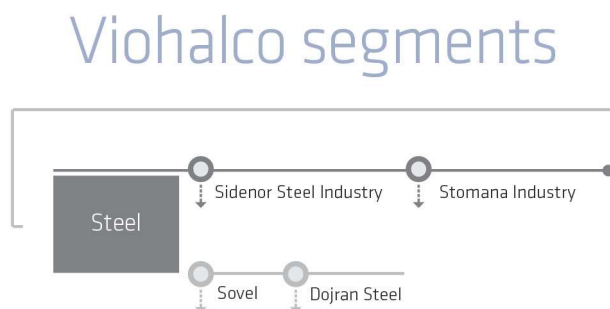 Viohalco segments
Sidenor Steel Industry
Stomana Industry
Steel
Sovel
Dojran Steel